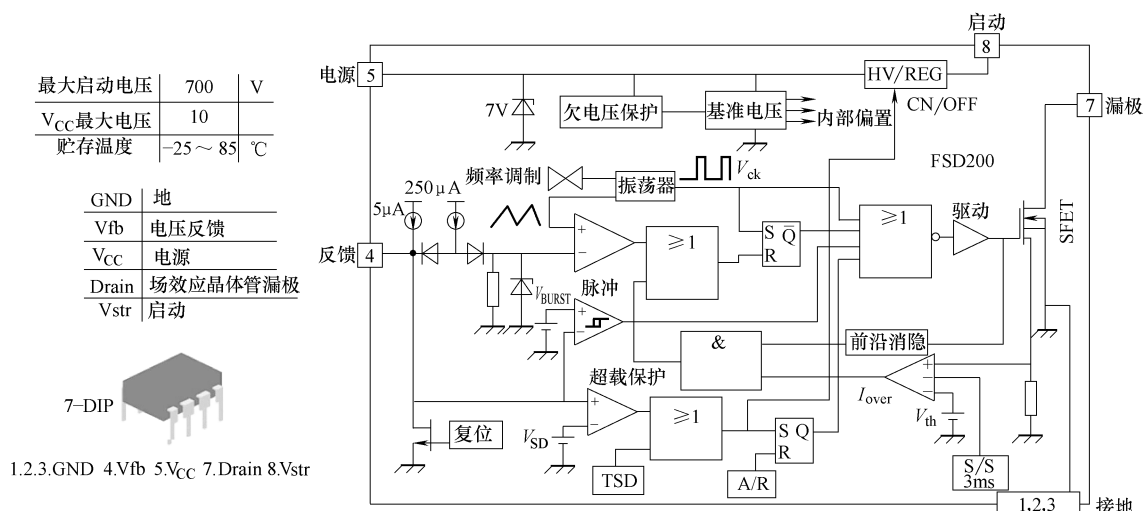 最大启动电压 700 V
VCC最大电压 10
贮存温度 −25～85 ℃
GND 地
Vfb 电压反馈
VCC 电源
Drain 场效应晶体管漏极
Vstr 启动
7−DIP
1.2.3.GND 4.Vfb 5.VCC 7.Drain 8.Vstr
启动
8
电源 5
HV/REG
CN/OFF
7 漏极
7V
欠电压保护
基准电压
内部偏置
FSD200
频率调制
振荡器
Vck
250μA
5μA
反馈 4
+
−
≥1
S Q̄
R
≥1
驱动
SFET
脉冲
VBURST
+
−
&
前沿消隐
超载保护
+
−
Iover
+
−
−
Vth
VSD
≥1
S Q
R
复位
TSD
A/R
S/S
3ms
1,2,3 接地